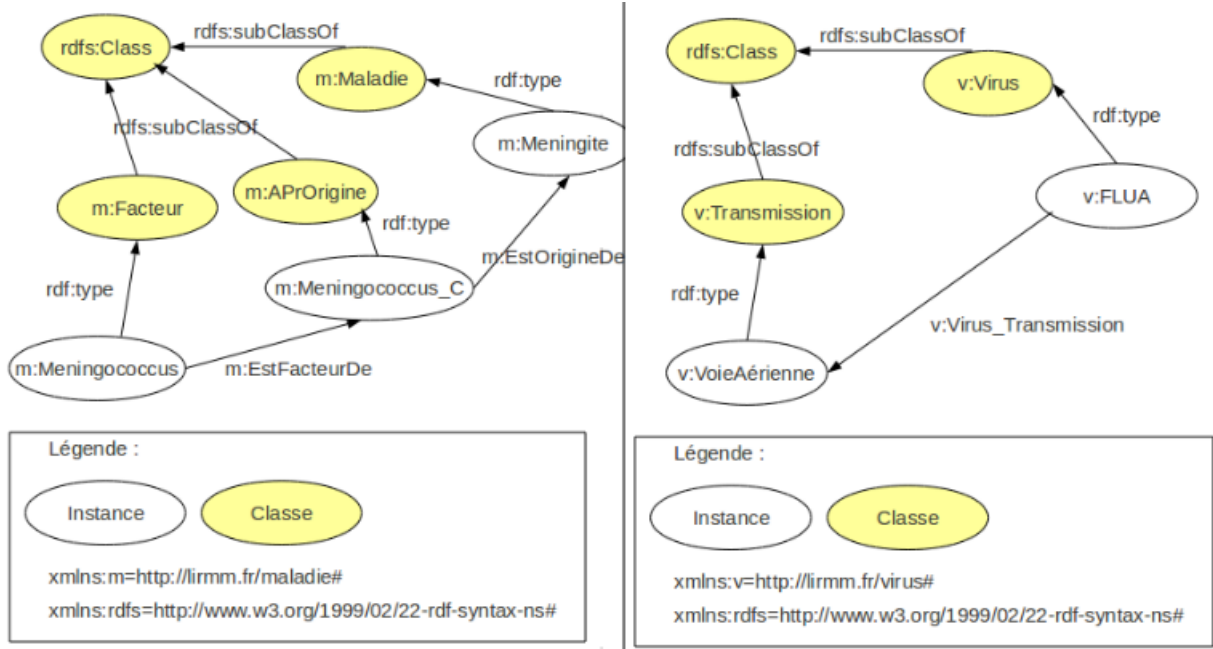 rdfs:subClassOf
rdfs:Class
m:Maladie
rdf:type
m:Meningite
rdfs:subClassOf
m:APrOrigine
m:Facteur
rdf:type
m:EstOrigineDe
m:Meningococcus_C
rdf:type
m:Meningococcus
m:EstFacteurDe
Légende :
Instance
Classe
xmlns:m=http://lirmm.fr/maladie#
xmlns:rdfs=http://www.w3.org/1999/02/22-rdf-syntax-ns#
rdfs:subClassOf
rdfs:Class
v:Virus
rdf:type
rdfs:subClassOf
v:FLUA
v:Transmission
rdf:type
v:Virus_Transmission
v:VoieAérienne
Légende :
Instance
Classe
xmlns:v=http://lirmm.fr/virus#
xmlns:rdfs=http://www.w3.org/1999/02/22-rdf-syntax-ns#